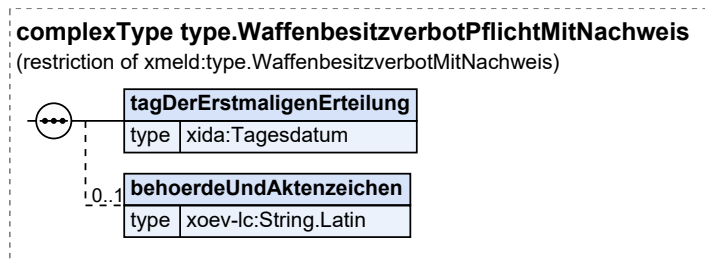 complexType type.WaffenbesitzverbotPflichtMitNachweis
(restriction of xmeld:type.WaffenbesitzverbotMitNachweis)
tagDerErstmaligenErteilung
type xida:Tagesdatum
0..1 behoerdeUndAktenzeichen
type xoev-lc:String.Latin